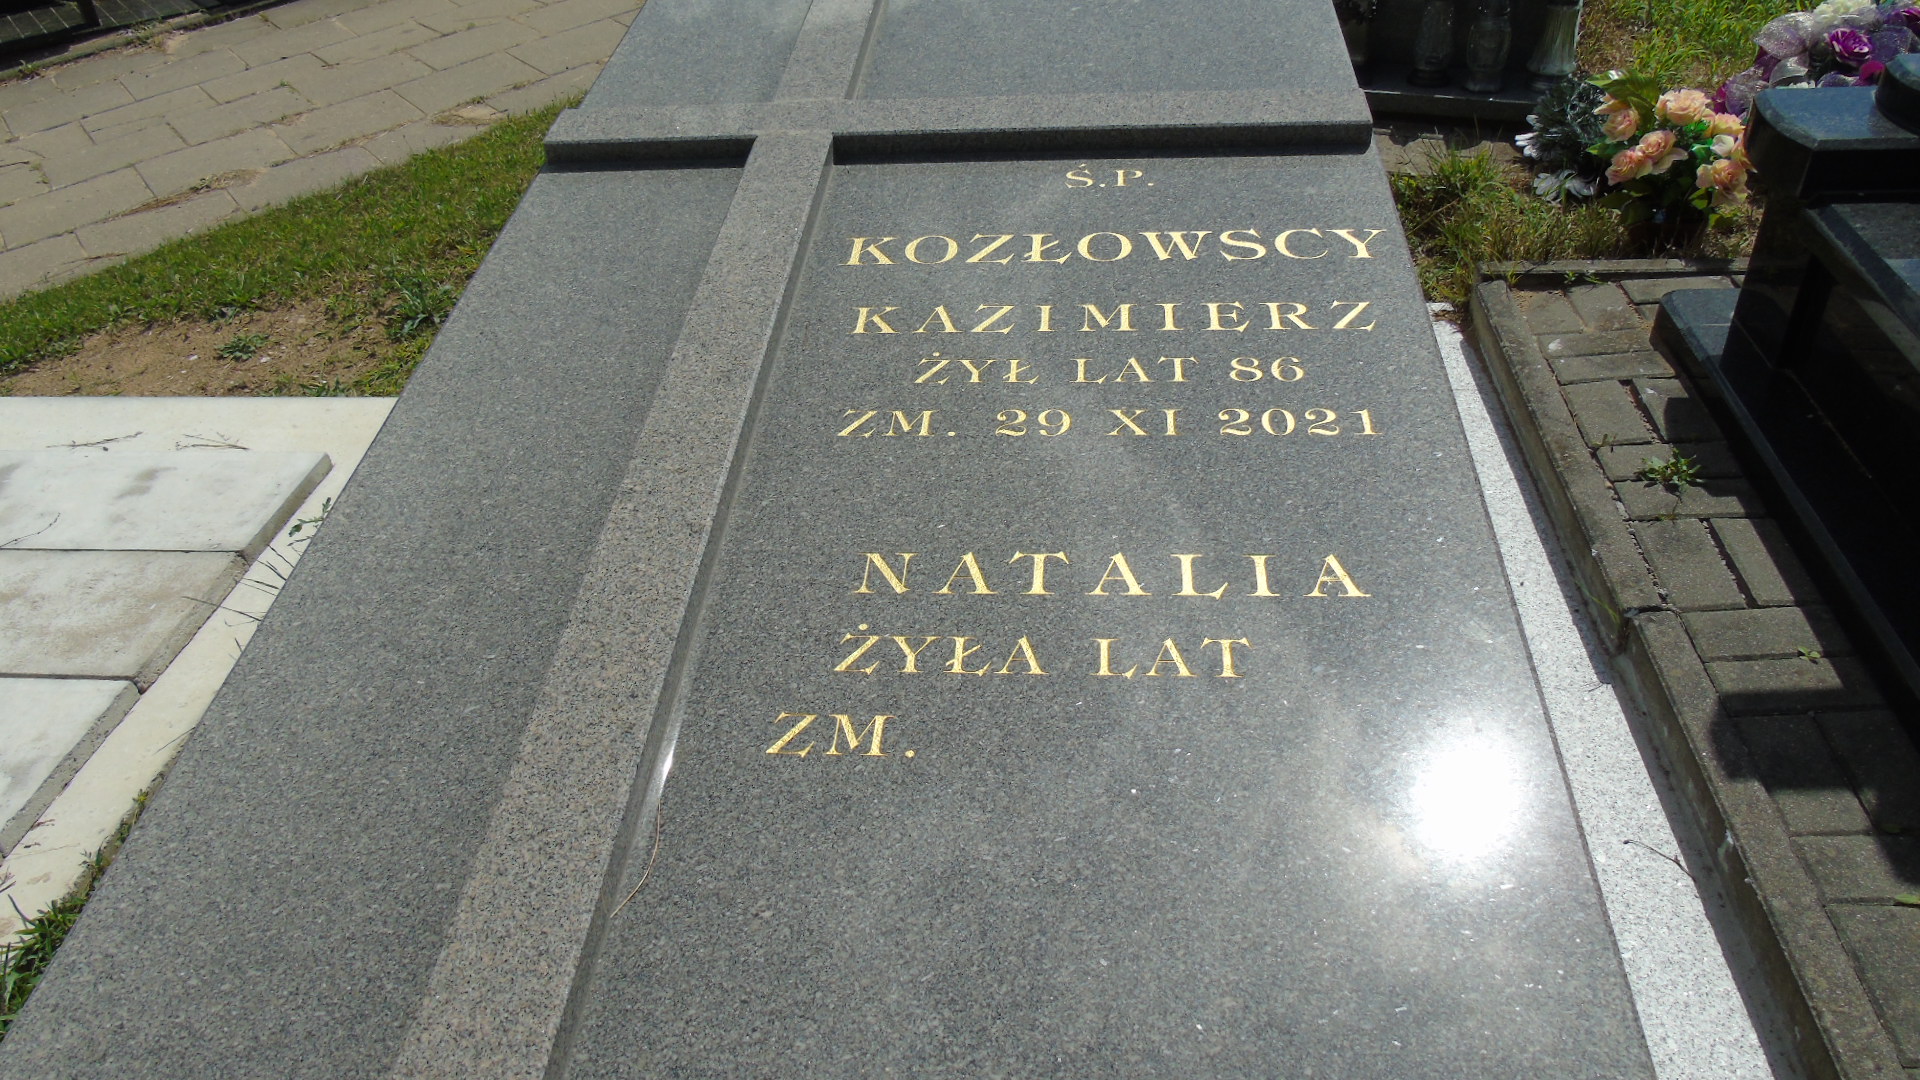 Ś.P.
KOZŁOWSCY
KAZIMIERZ
ŻYŁ LAT 86
ZM. 29 XI 2021
NATALIA
ŻYŁA LAT
ZM.